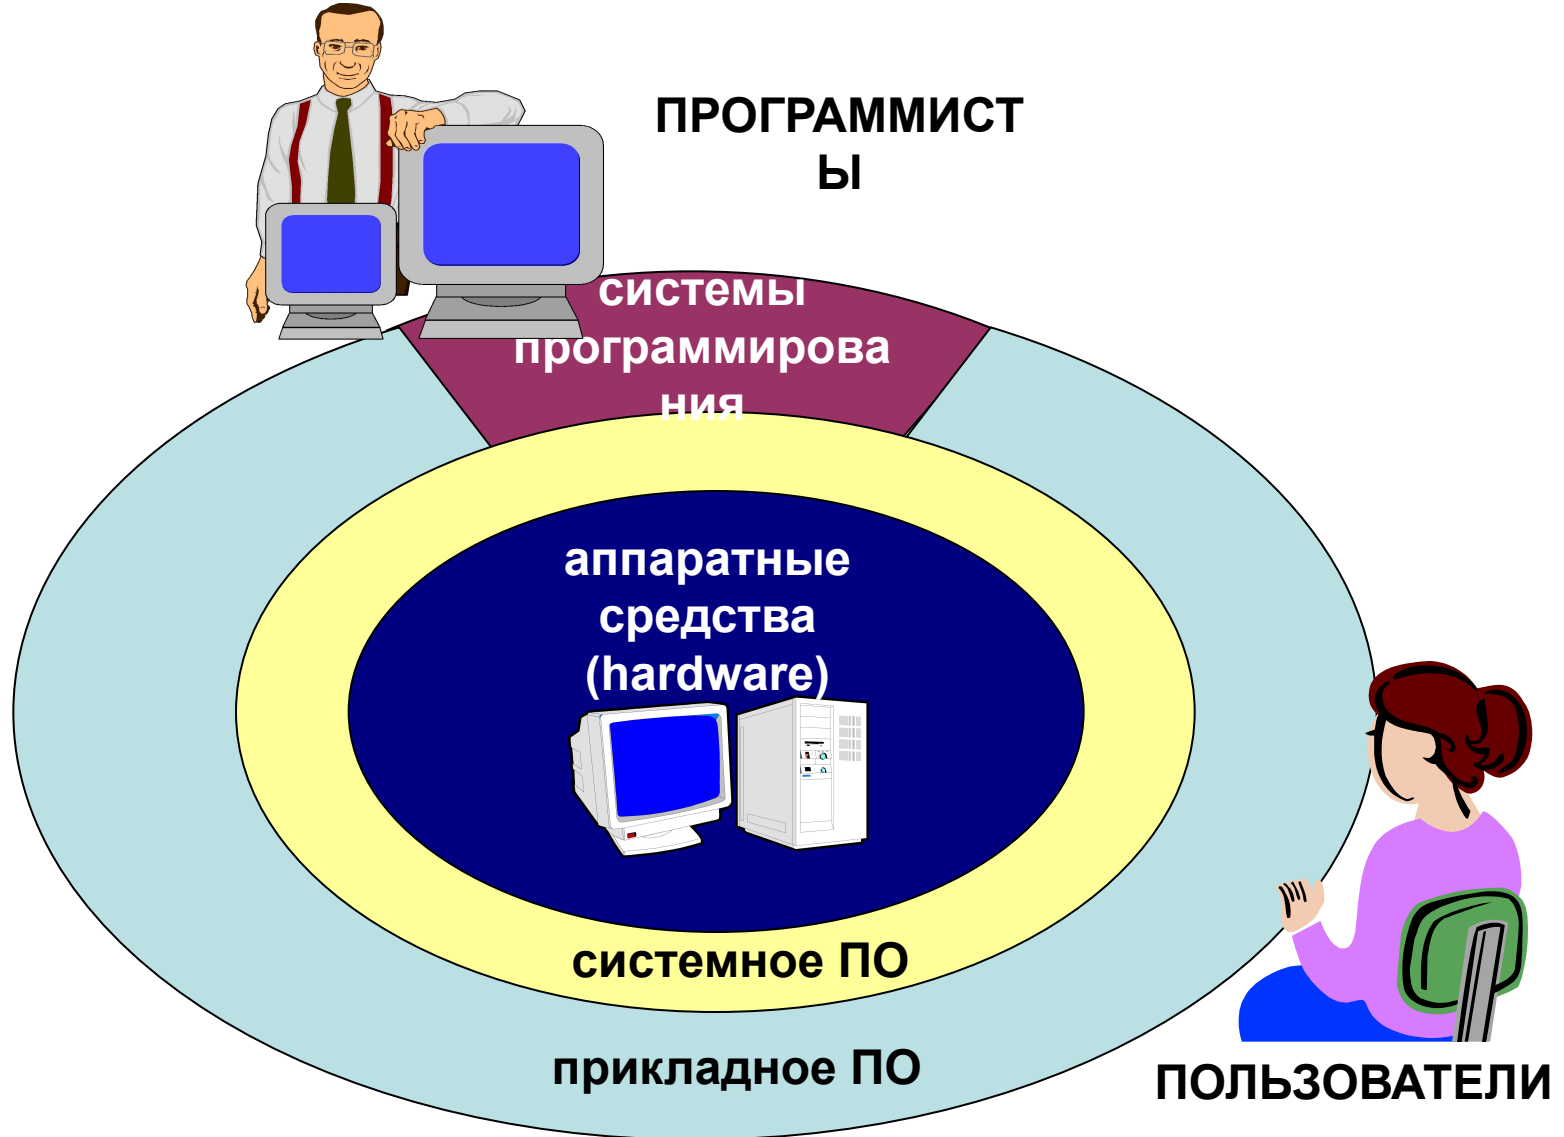 ПРОГРАММИСТ
Ы
системы
программирова
ния
аппаратные
средства
(hardware)
системное ПО
прикладное ПО
ПОЛЬЗОВАТЕЛИ